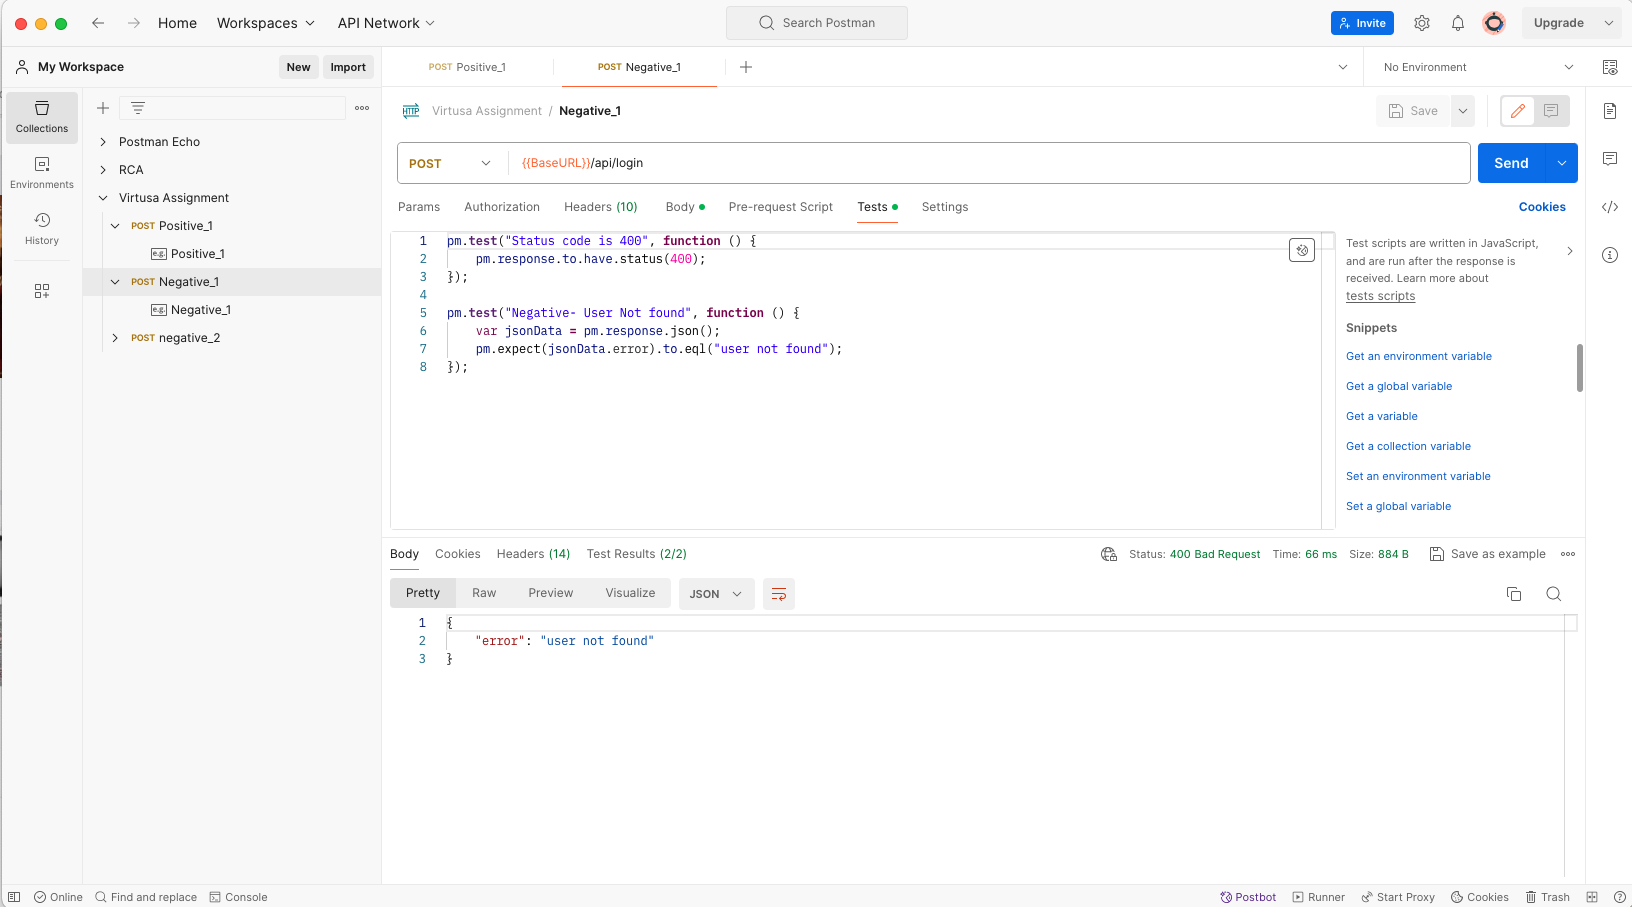 Home Workspaces API Network Search Postman Invite Upgrade
My Workspace New Import POST Positive_1 POST Negative_1 No Environment
Collections
Environments
History
Postman Echo
RCA
Virtusa Assignment
POST Positive_1
e.g. Positive_1
POST Negative_1
e.g. Negative_1
POST negative_2
HTTP Virtusa Assignment / Negative_1 Save
POST {{BaseURL}}/api/login Send
Params Authorization Headers (10) Body Pre-request Script Tests Settings Cookies
1 pm.test("Status code is 400", function () {
2 pm.response.to.have.status(400);
3 });
4
5 pm.test("Negative- User Not found", function () {
6 var jsonData = pm.response.json();
7 pm.expect(jsonData.error).to.eql("user not found");
8 });
Test scripts are written in JavaScript,
and are run after the response is
received. Learn more about
tests scripts
Snippets
Get an environment variable
Get a global variable
Get a variable
Get a collection variable
Set an environment variable
Set a global variable
Body Cookies Headers (14) Test Results (2/2) Status: 400 Bad Request Time: 66 ms Size: 884 B Save as example
Pretty Raw Preview Visualize JSON
1 {
2 "error": "user not found"
3 }
Online Find and replace Console Postbot Runner Start Proxy Cookies Trash